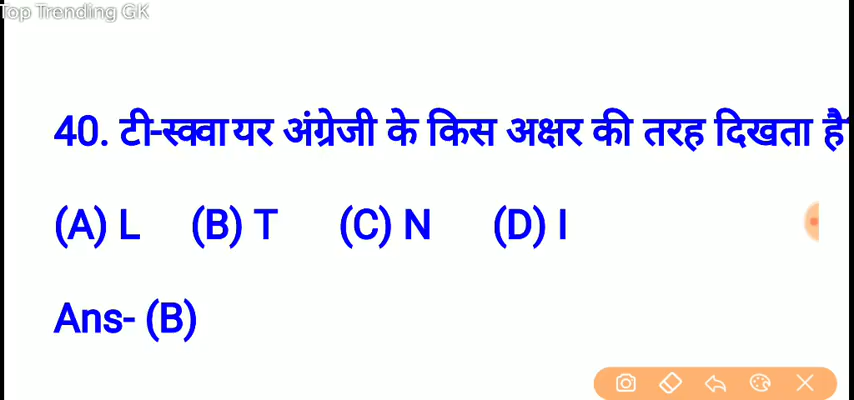 Top Trending GK
40. टी-स्क्वायर अंग्रेजी के किस अक्षर की तरह दिखता है
(A) L (B) T (C) N (D) I
Ans- (B)